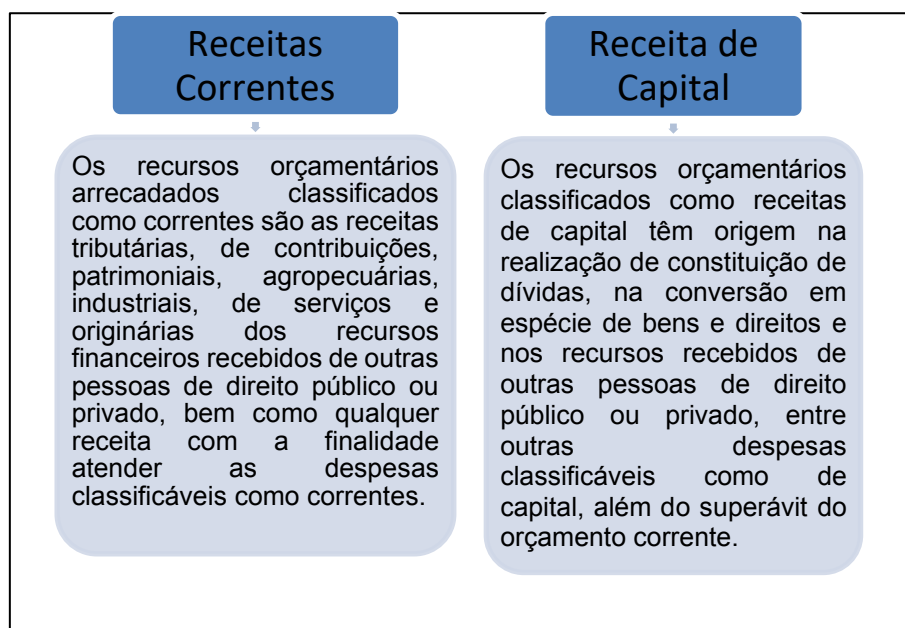 Receitas
Correntes
Os recursos orçamentários
arrecadados classificados
como correntes são as receitas
tributárias, de contribuições,
patrimoniais, agropecuárias,
industriais, de serviços e
originárias dos recursos
financeiros recebidos de outras
pessoas de direito público ou
privado, bem como qualquer
receita com a finalidade
atender as despesas
classificáveis como correntes.
Receita de
Capital
Os recursos orçamentários
classificados como receitas
de capital têm origem na
realização de constituição de
dívidas, na conversão em
espécie de bens e direitos e
nos recursos recebidos de
outras pessoas de direito
público ou privado, entre
outras despesas
classificáveis como de
capital, além do superávit do
orçamento corrente.